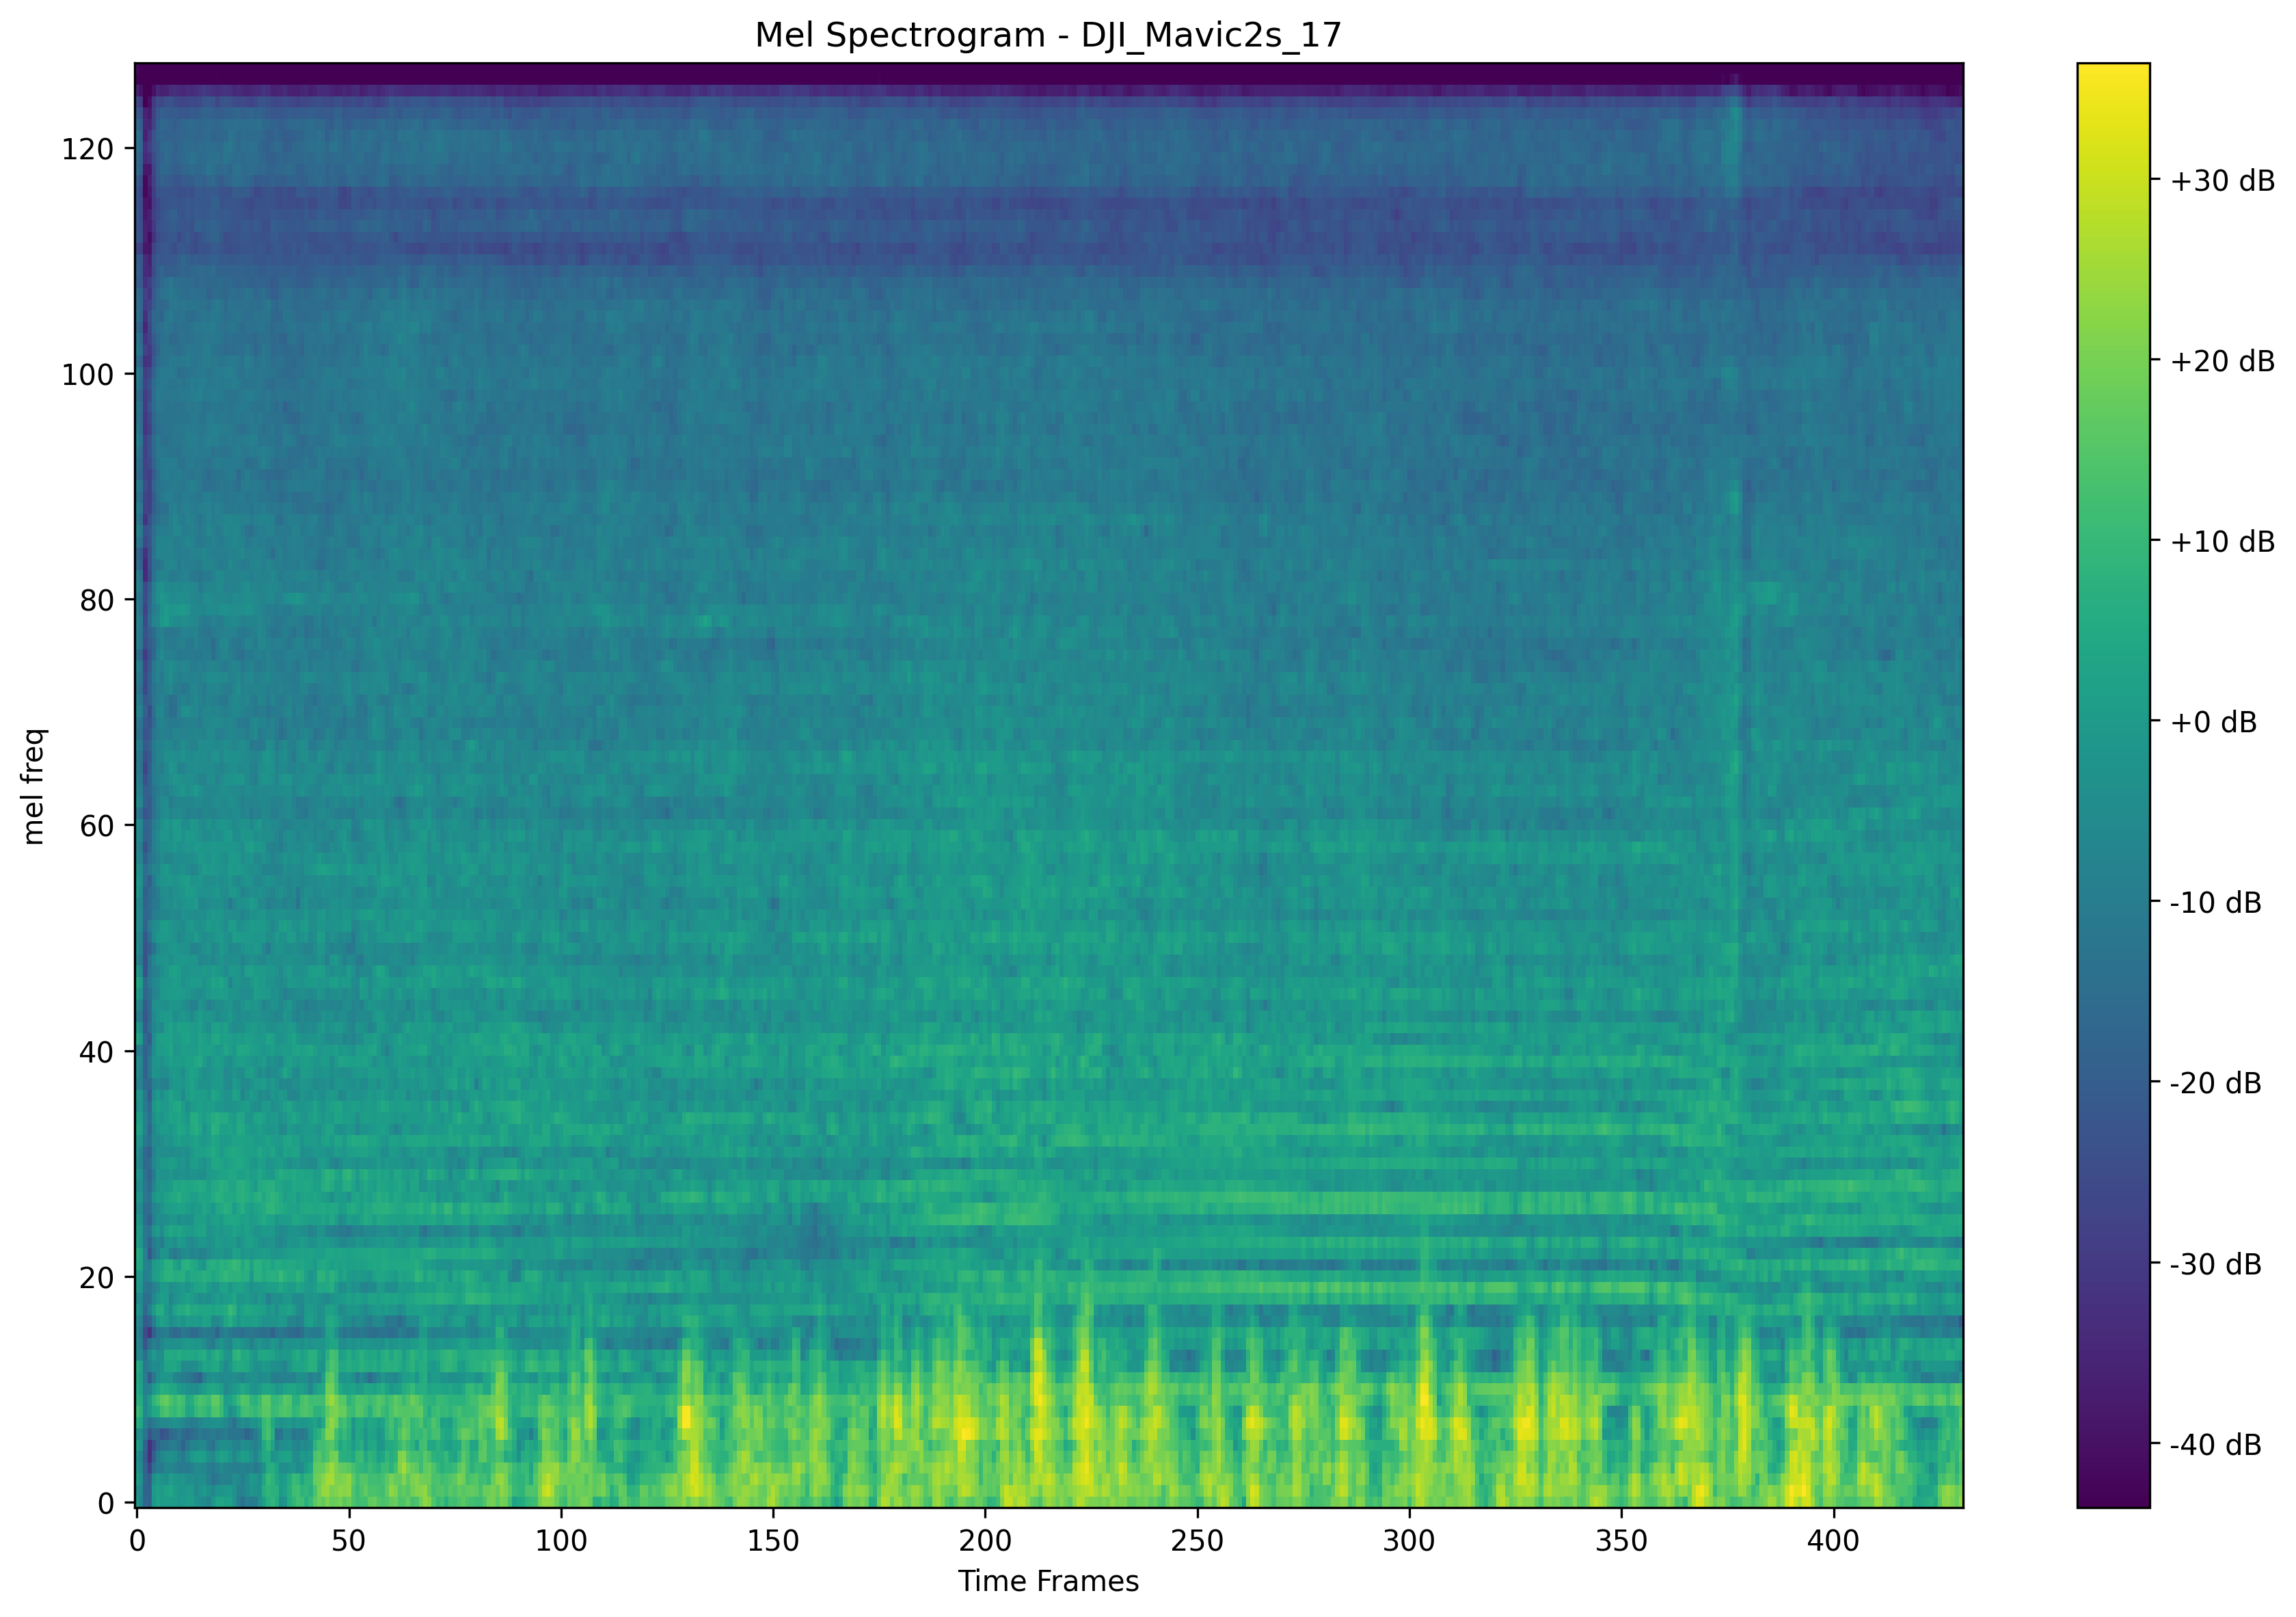 Mel Spectrogram - DJI_Mavic2s_17
mel freq
120
100
80
60
40
20
0
0 50 100 150 200 250 300 350 400
Time Frames
+30 dB
+20 dB
+10 dB
+0 dB
-10 dB
-20 dB
-30 dB
-40 dB